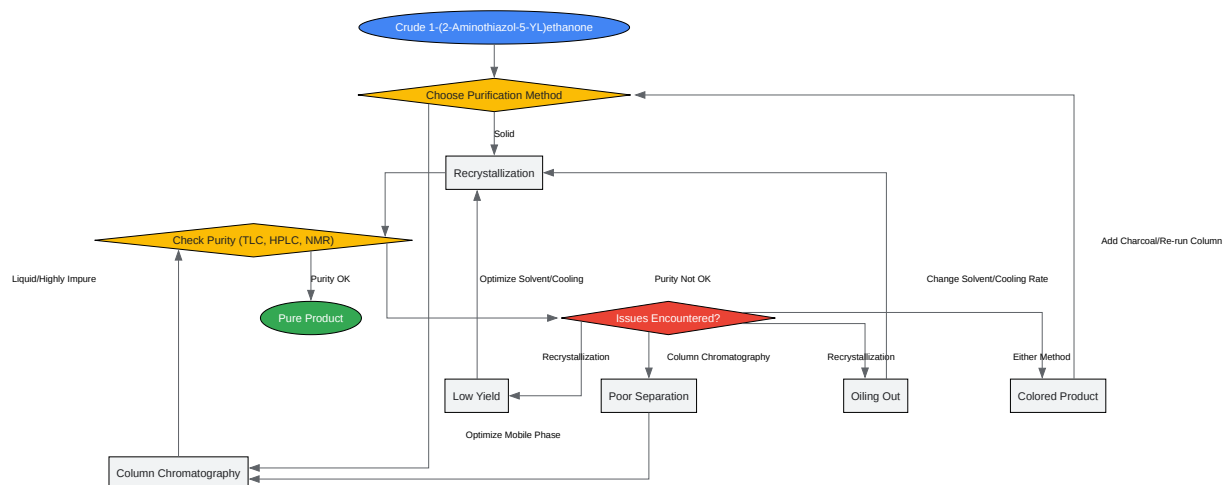 Crude 1-(2-Aminothiazol-5-YL)ethanone
Choose Purification Method
Solid
Recrystallization
Check Purity (TLC, HPLC, NMR)
Add Charcoal/Re-run Column
Liquid/Highly Impure
Purity OK
Optimize Solvent/Cooling
Purity Not OK
Change Solvent/Cooling Rate
Pure Product
Issues Encountered?
Recrystallization
Column Chromatography
Recrystallization
Either Method
Low Yield
Poor Separation
Oiling Out
Colored Product
Optimize Mobile Phase
Column Chromatography